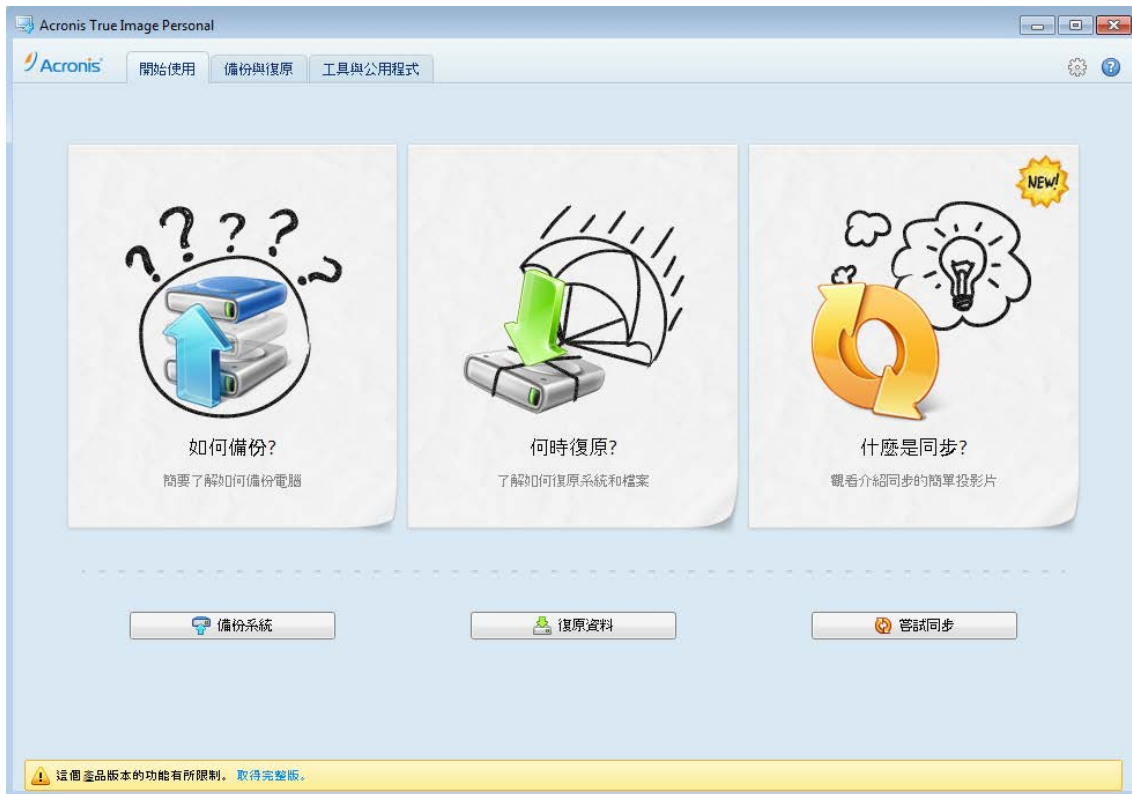 Acronis True Image Personal
Acronis 開始使用 備份與復原 工具與公用程式
NEW!
如何備份?
簡要了解如何備份電腦
何時復原?
了解如何復原系統和檔案
什麼是同步?
觀看介紹同步的簡單投影片
備份系統
復原資料
嘗試同步
這個產品版本的功能有所限制。 取得完整版。